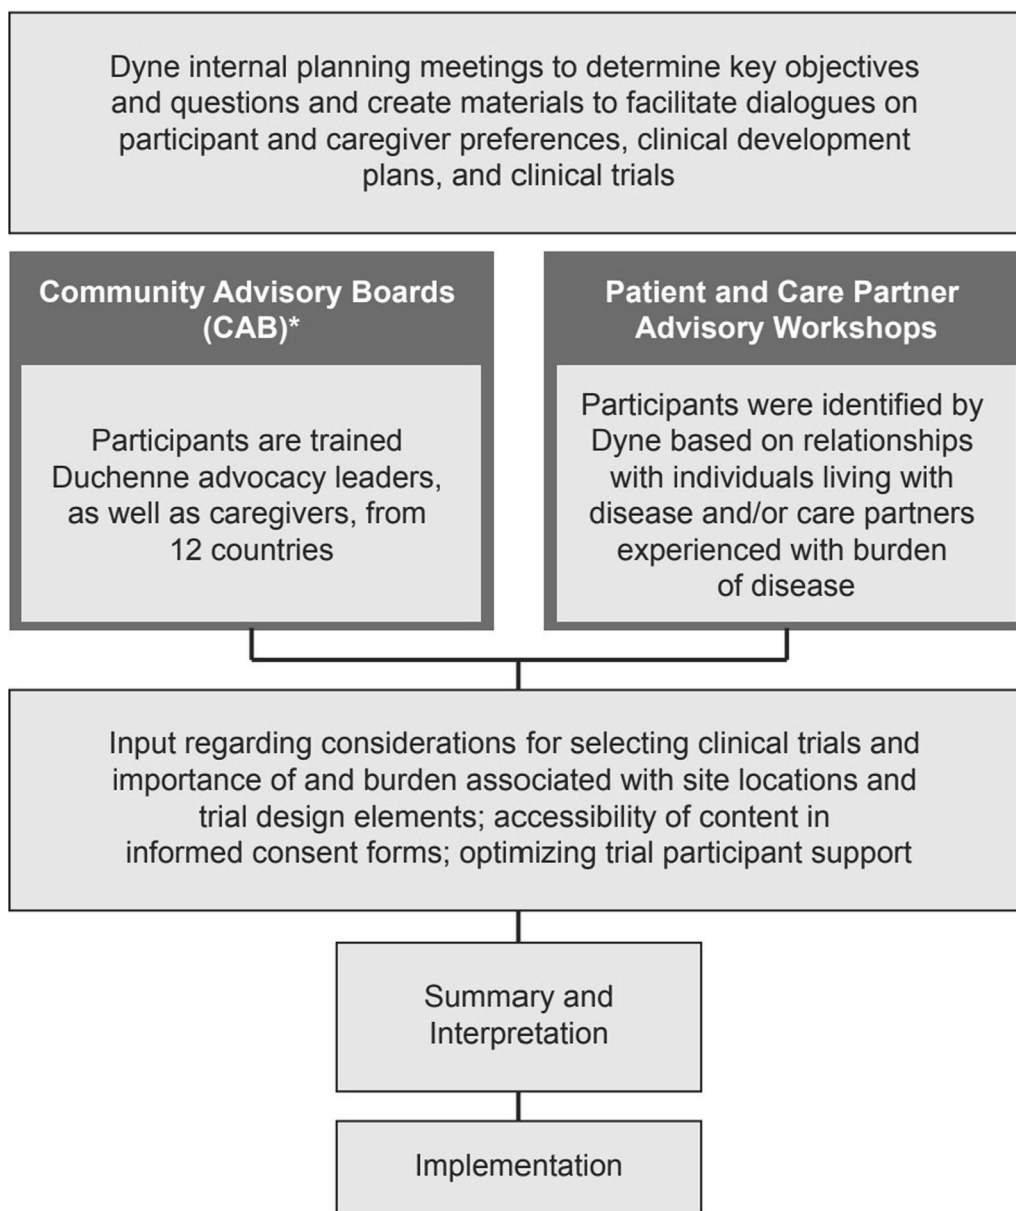 Dyne internal planning meetings to determine key objectives
and questions and create materials to facilitate dialogues on
participant and caregiver preferences, clinical development
plans, and clinical trials
Community Advisory Boards
(CAB)*
Participants are trained
Duchenne advocacy leaders,
as well as caregivers, from
12 countries
Patient and Care Partner
Advisory Workshops
Participants were identified by
Dyne based on relationships
with individuals living with
disease and/or care partners
experienced with burden
of disease
Input regarding considerations for selecting clinical trials and
importance of and burden associated with site locations and
trial design elements; accessibility of content in
informed consent forms; optimizing trial participant support
Summary and
Interpretation
Implementation